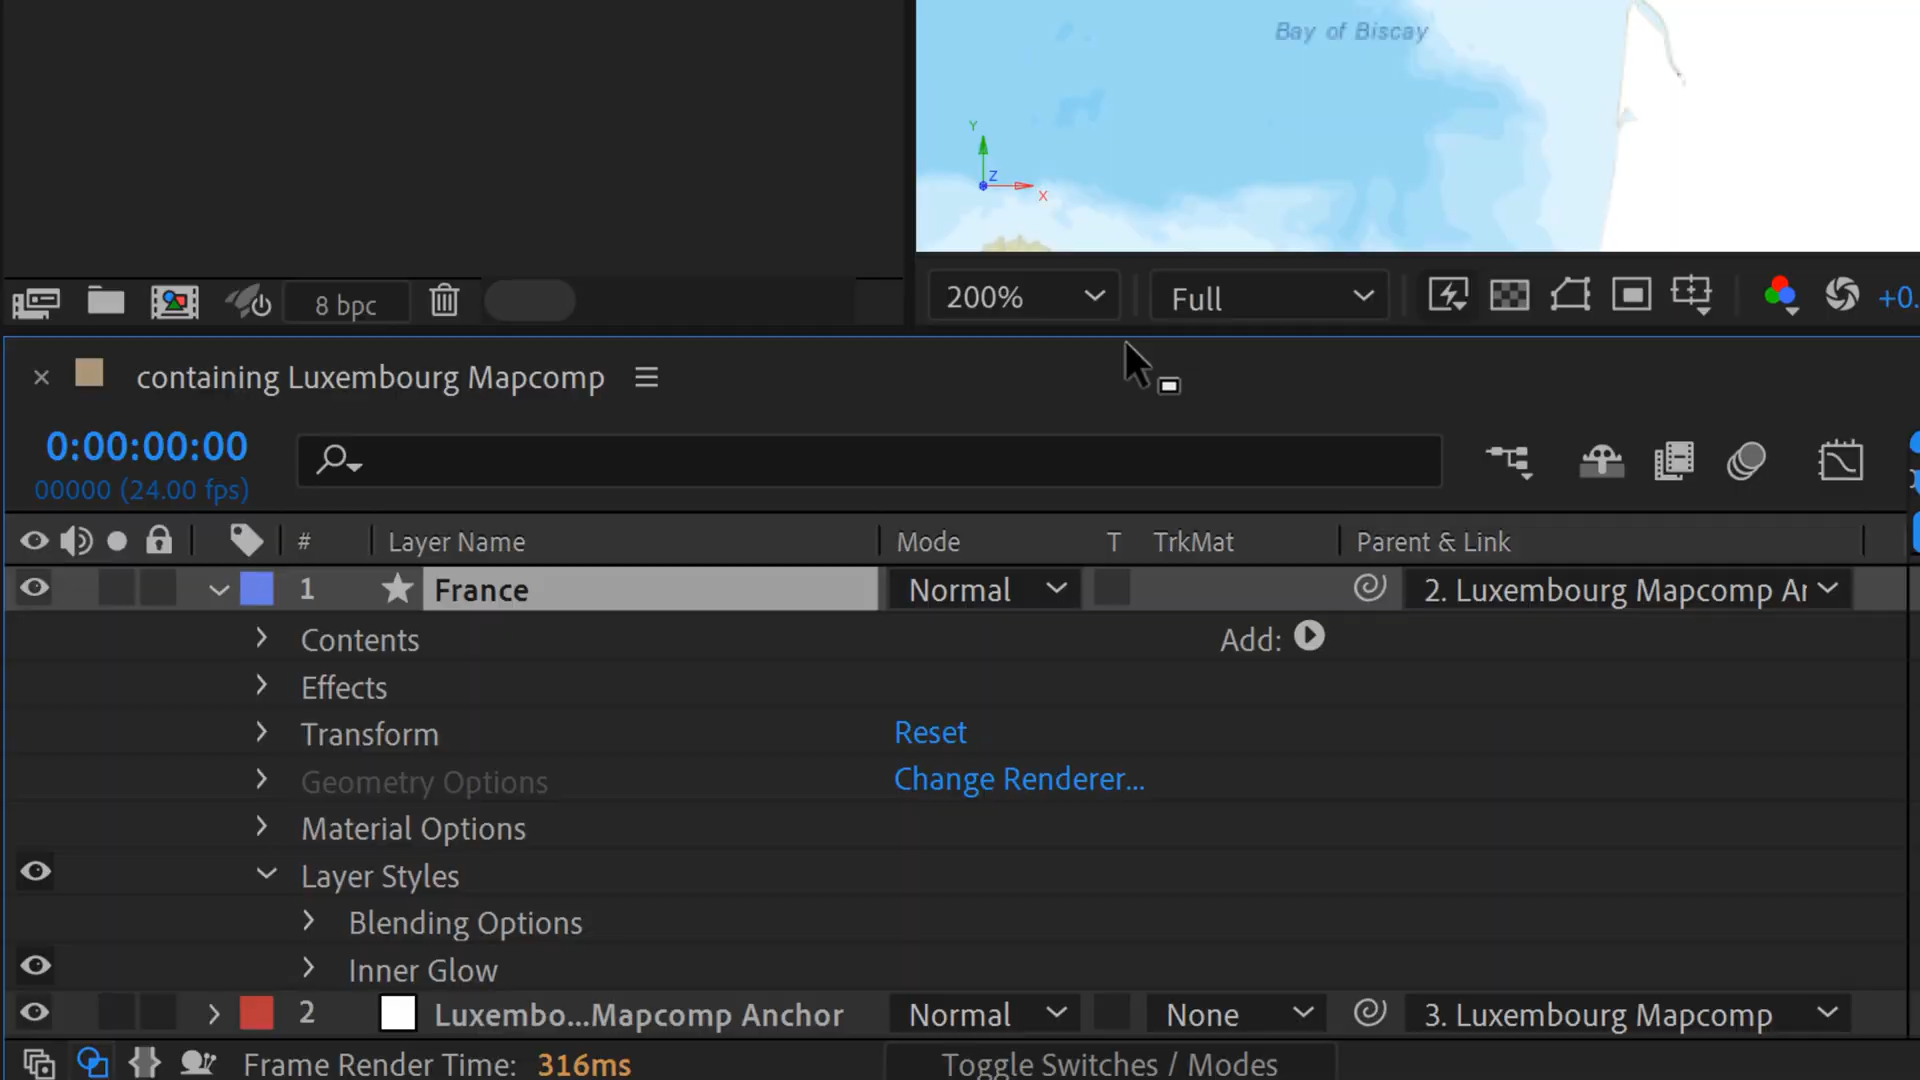 Bay of Biscay
Y
Z
X
8 bpc
200%
Full
+0.
containing Luxembourg Mapcomp
0:00:00:00
00000 (24.00 fps)
# Layer Name Mode T TrkMat Parent & Link
1 France Normal 2. Luxembourg Mapcomp Ar
Contents Add:
Effects
Transform Reset
Geometry Options Change Renderer...
Material Options
Layer Styles
Blending Options
Inner Glow
2 Luxembo...Mapcomp Anchor Normal None 3. Luxembourg Mapcomp
Frame Render Time: 316ms Toggle Switches / Modes